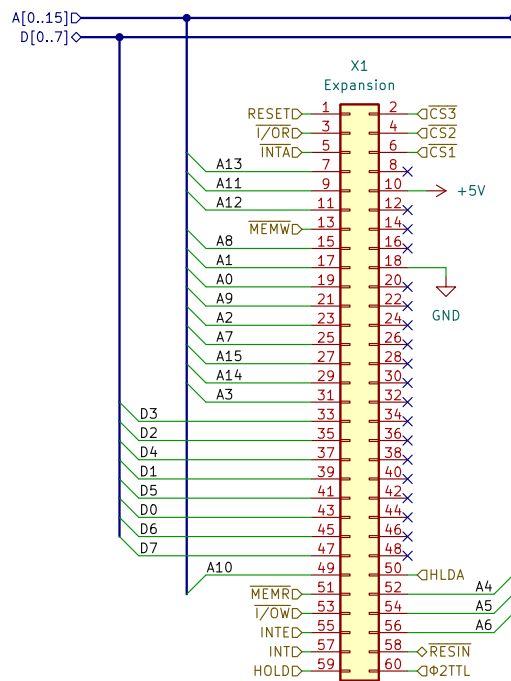 A[0..15]
D[0..7]
X1
Expansion
RESET 1 2 CS3
I/OR 3 4 CS2
INTA 5 6 CS1
A13 7 8
A11 9 10 +5V
A12 11 12
MEMW 13 14
A8 15 16
A1 17 18
A0 19 20
A9 21 22
GND
A2 23 24
A7 25 26
A15 27 28
A14 29 30
A3 31 32
D3 33 34
D2 35 36
D4 37 38
D1 39 40
D5 41 42
D0 43 44
D6 45 46
D7 47 48
A10 49 50 HLDA
MEMR 51 52 A4
I/OW 53 54 A5
INTE 55 56 A6
INT 57 58 RESIN
HOLD 59 60 Φ2TTL